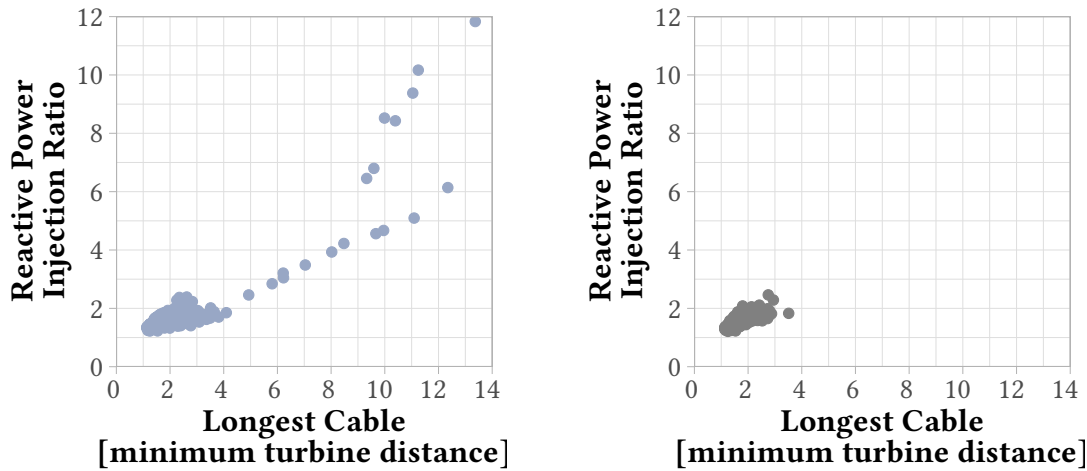 12
10
8
6
4
2
0
0 2 4 6 8 10 12 14
Reactive Power
Injection Ratio
Longest Cable
[minimum turbine distance]
12
10
8
6
4
2
0
0 2 4 6 8 10 12 14
Reactive Power
Injection Ratio
Longest Cable
[minimum turbine distance]